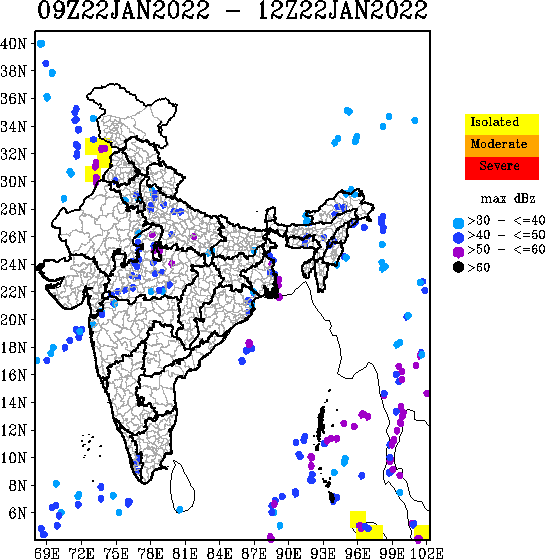 09Z22JAN2022 – 12Z22JAN2022
40N
38N
36N
34N
32N
30N
28N
26N
24N
22N
20N
18N
16N
14N
12N
10N
8N
6N
69E 72E 75E 78E 81E 84E 87E 90E 93E 96E 99E 102E
Isolated
Moderate
Severe
max dBz
>30 – <=40
>40 – <=50
>50 – <=60
>60